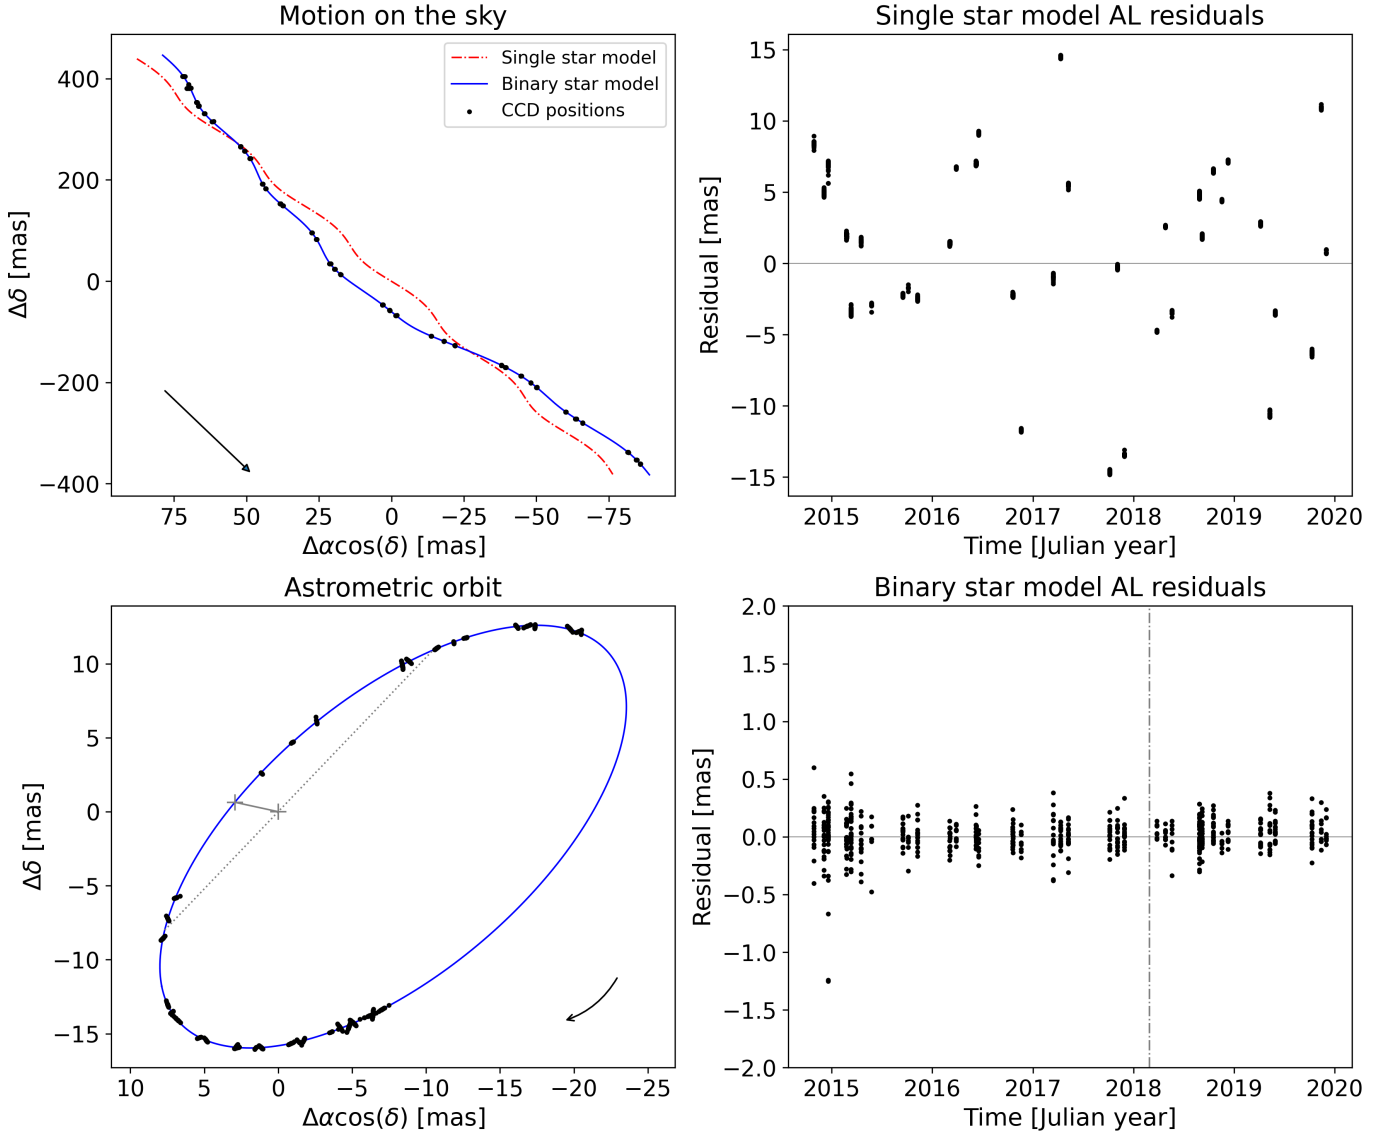 Motion on the sky
400
200
0
−200
−400
Δδ [mas]
75 50 25 0 −25 −50 −75
Δαcos(δ) [mas]
Single star model
Binary star model
CCD positions
Single star model AL residuals
15
10
5
0
−5
−10
−15
Residual [mas]
2015 2016 2017 2018 2019 2020
Time [Julian year]
Astrometric orbit
10
5
0
−5
−10
−15
Δδ [mas]
10 5 0 −5 −10 −15 −20 −25
Δαcos(δ) [mas]
Binary star model AL residuals
2.0
1.5
1.0
0.5
0.0
−0.5
−1.0
−1.5
−2.0
Residual [mas]
2015 2016 2017 2018 2019 2020
Time [Julian year]